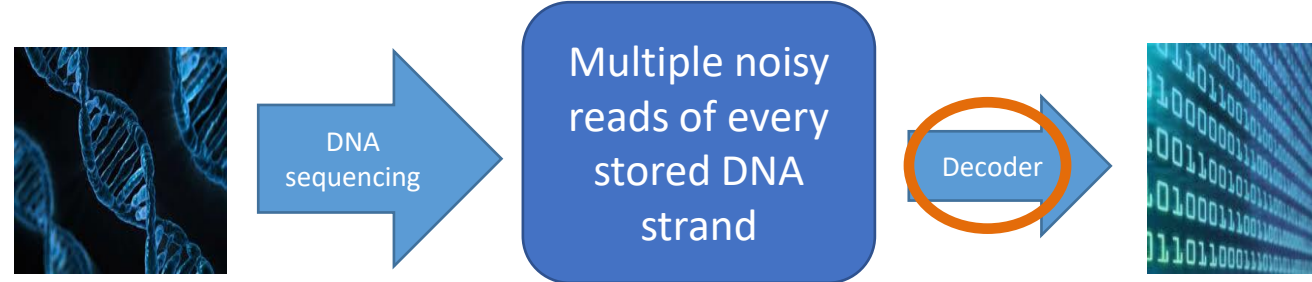 DNA
sequencing
Multiple noisy
reads of every
stored DNA
strand
Decoder